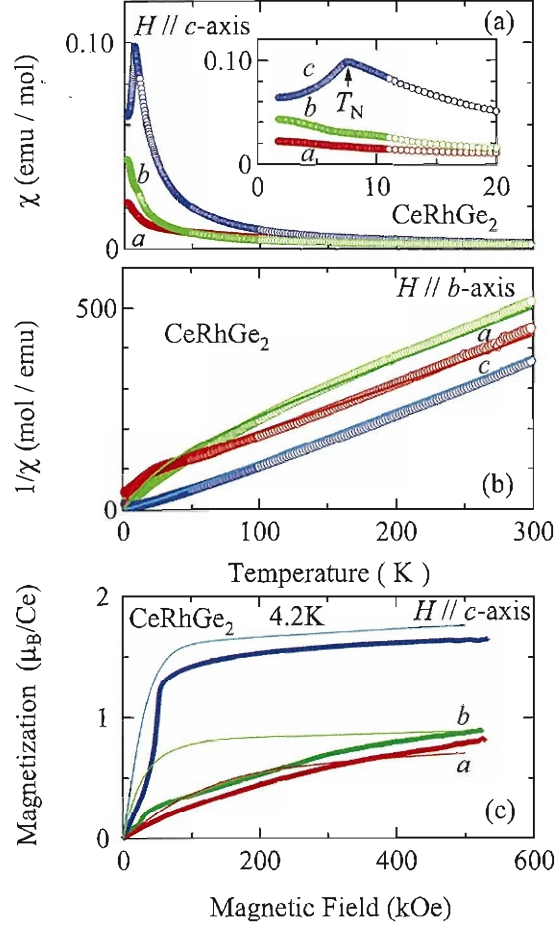 H // c-axis
(a)
0.10
0
χ (emu / mol)
b
a
0.10
0
c
b
a
T_N
0
10
20
CeRhGe₂
H // b-axis
CeRhGe₂
a
c
(b)
500
0
1/χ (mol / emu)
0
100
200
300
Temperature ( K )
CeRhGe₂
4.2K
H // c-axis
b
a
(c)
2
1
0
Magnetization (μ_B/Ce)
0
200
400
600
Magnetic Field (kOe)